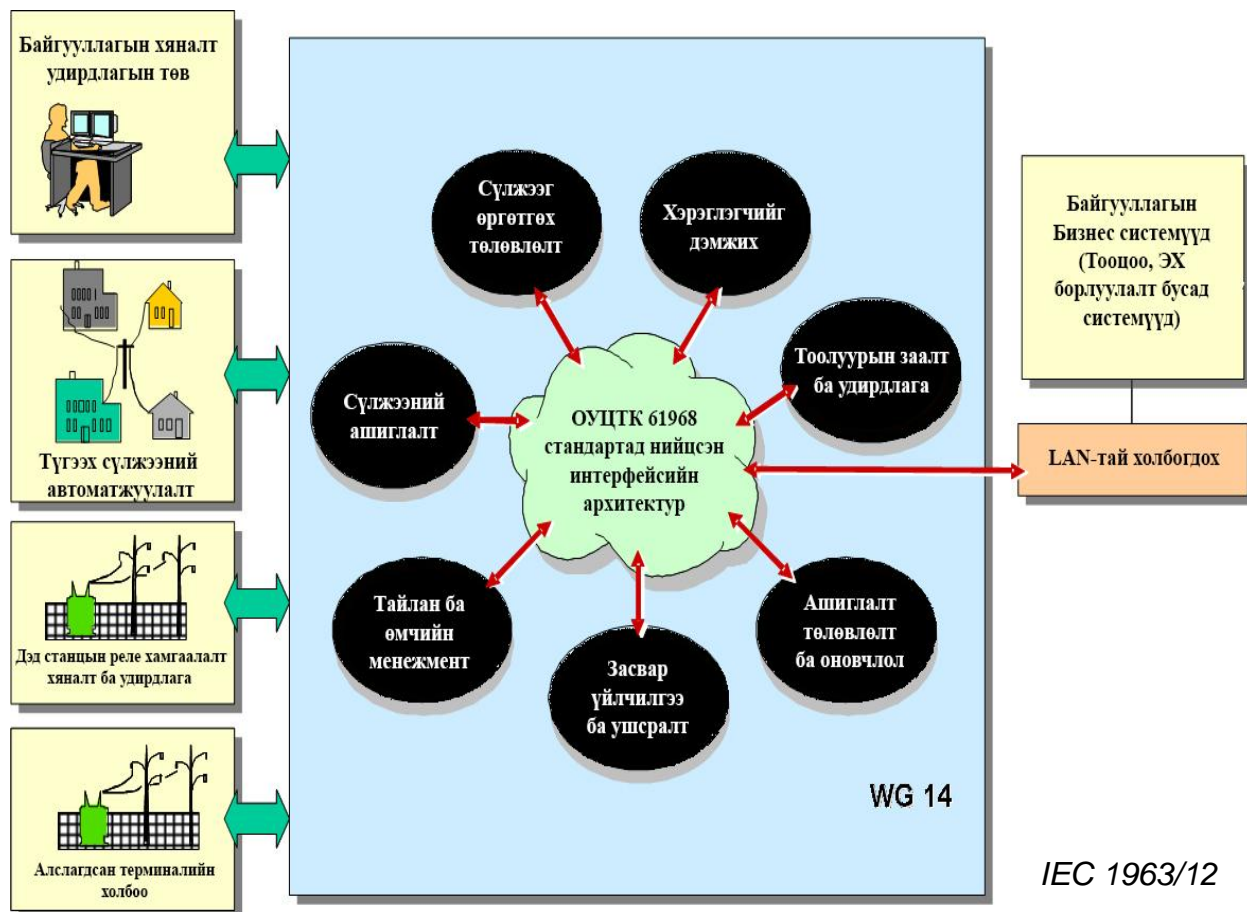 Байгууллагын хяналт
удирдлагын төв
Түгээх сүлжээний
автоматжуулалт
Дэд станцын реле хамгаалалт
хяналт ба удирдлага
Алслагдсан терминалийн
холбоо
Сүлжээг
өргөтгөх
төлөвлөлт
Хэрэглэгчийг
дэмжих
Тоолуурын заалт
ба удирдлага
Сүлжээний
ашиглалт
ОУЦТК 61968
стандартад нийцсэн
интерфейсийн
архитектур
Тайлан ба
өмчийн
менежмент
Засвар
үйлчилгээ
ба ушсралт
Ашиглалт
төлөвлөлт
ба оновчлол
WG 14
Байгууллагын
Бизнес системүүд
(Тооцоо, ЭХ
борлуулалт бусад
системүүд)
LAN-тай холбогдох
IEC 1963/12